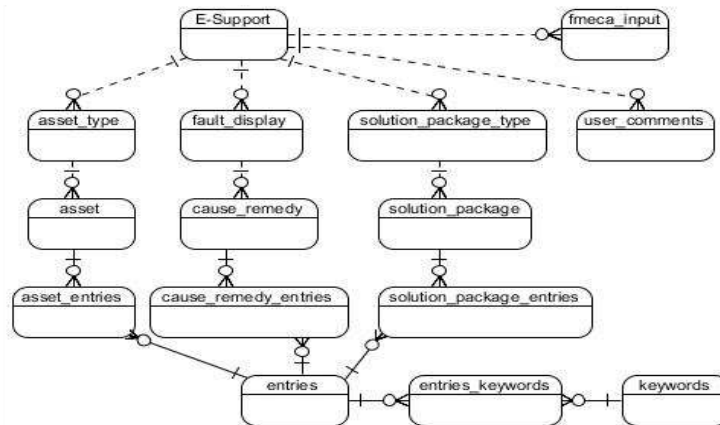 E-Support
fmeca_input
asset_type
fault_display
solution_package_type
user_comments
asset
cause_remedy
solution_package
asset_entries
cause_remedy_entries
solution_package_entries
entries
entries_keywords
keywords